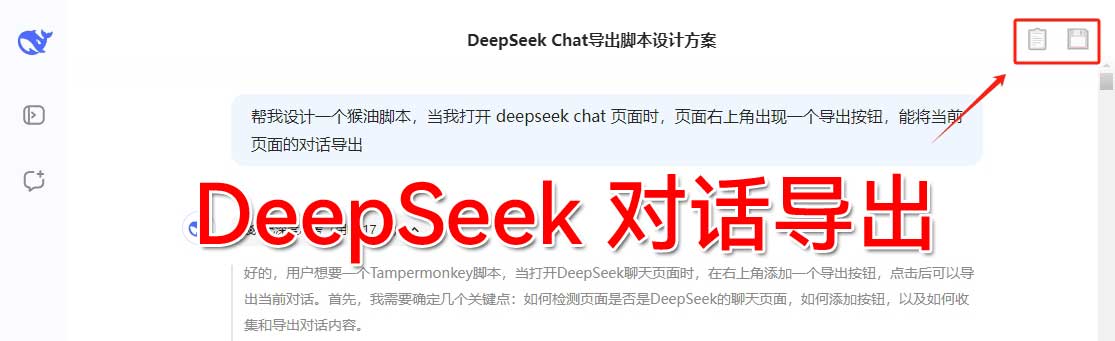 DeepSeek Chat导出脚本设计方案
帮我设计一个猴油脚本，当我打开 deepseek chat 页面时，页面右上角出现一个导出按钮，能将当前
页面的对话导出
DeepSeek 对话导出
好的，用户想要一个Tampermonkey脚本，当打开DeepSeek聊天页面时，在右上角添加一个导出按钮，点击后可以导
出当前对话。首先，我需要确定几个关键点：如何检测页面是否是DeepSeek的聊天页面，如何添加按钮，以及如何收
集和导出对话内容。